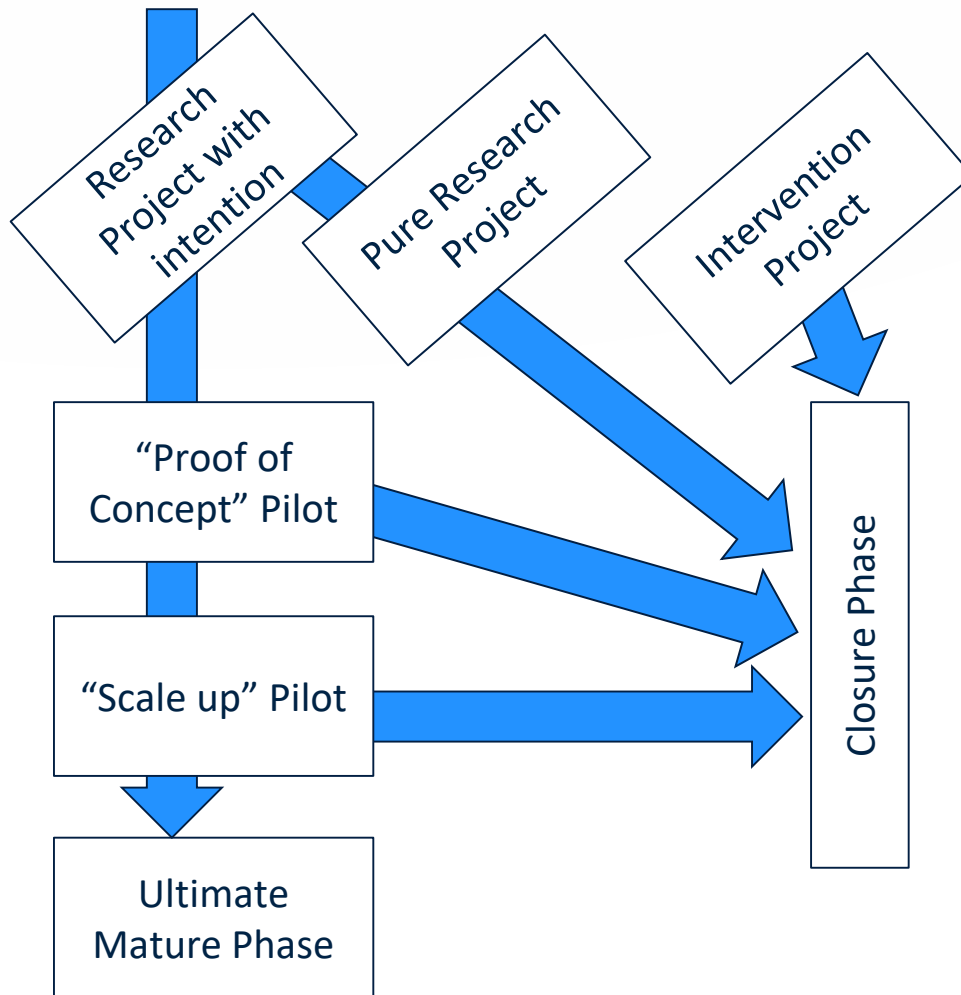 Research
Project with
intention
Pure Research
Project
Intervention
Project
“Proof of
Concept” Pilot
“Scale up” Pilot
Closure Phase
Ultimate
Mature Phase